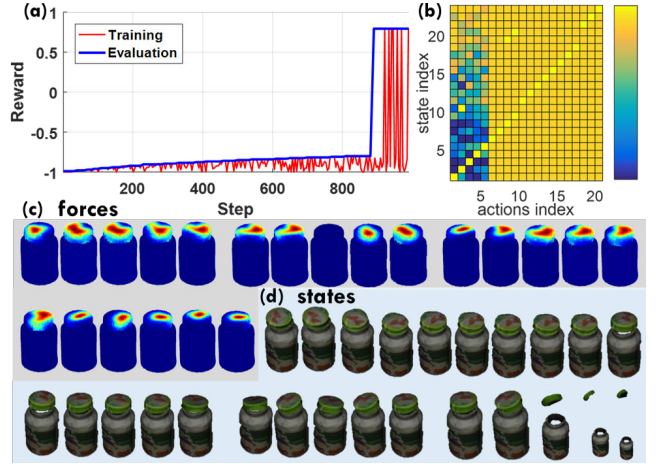 (a)
1
0.5
0
-0.5
-1
Reward
Training
Evaluation
200
400
600
800
Step
(b)
20
15
10
5
state index
5
10
15
20
actions index
(c) forces
(d) states